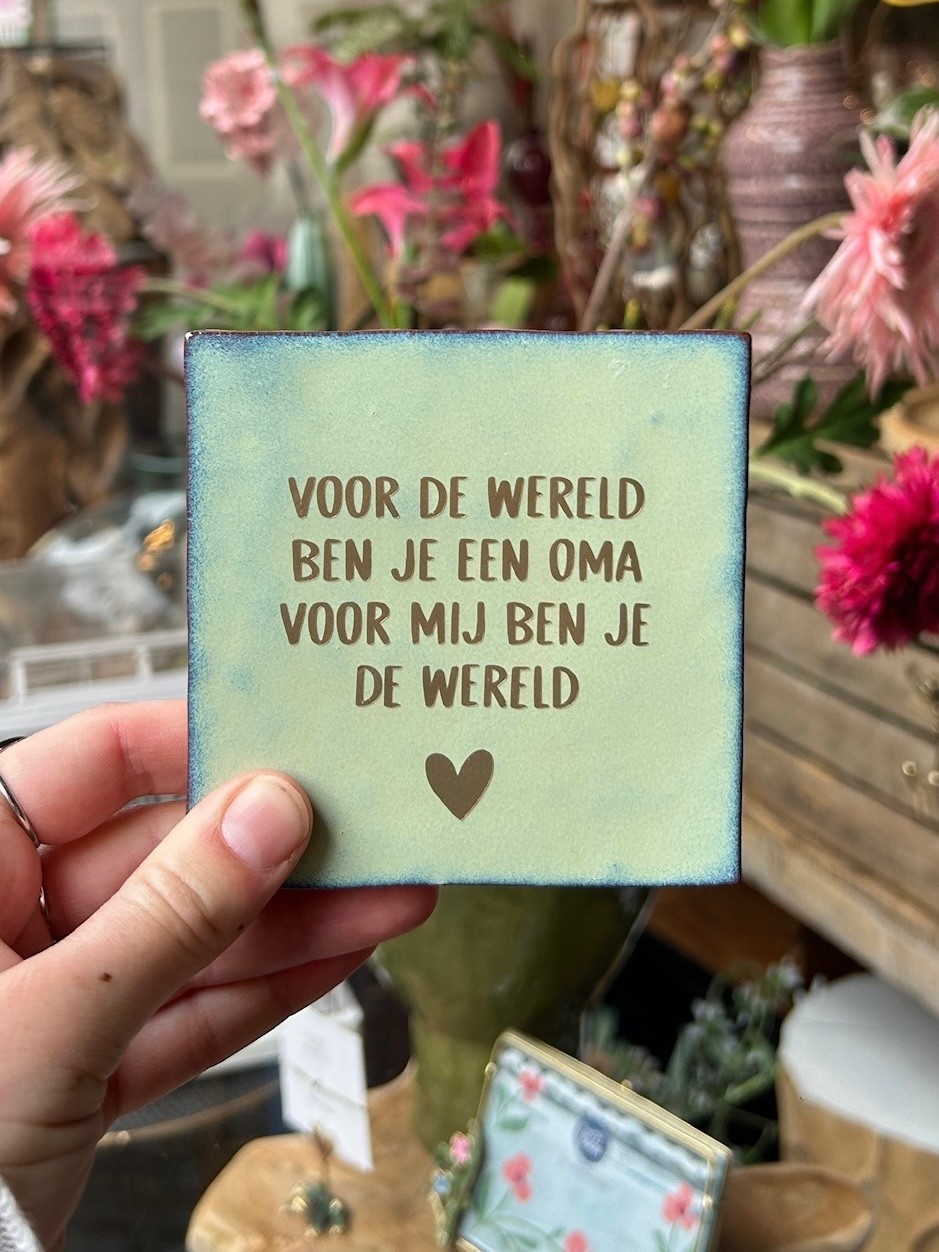 VOOR DE WERELD
BEN JE EEN OMA
VOOR MIJ BEN JE
DE WERELD